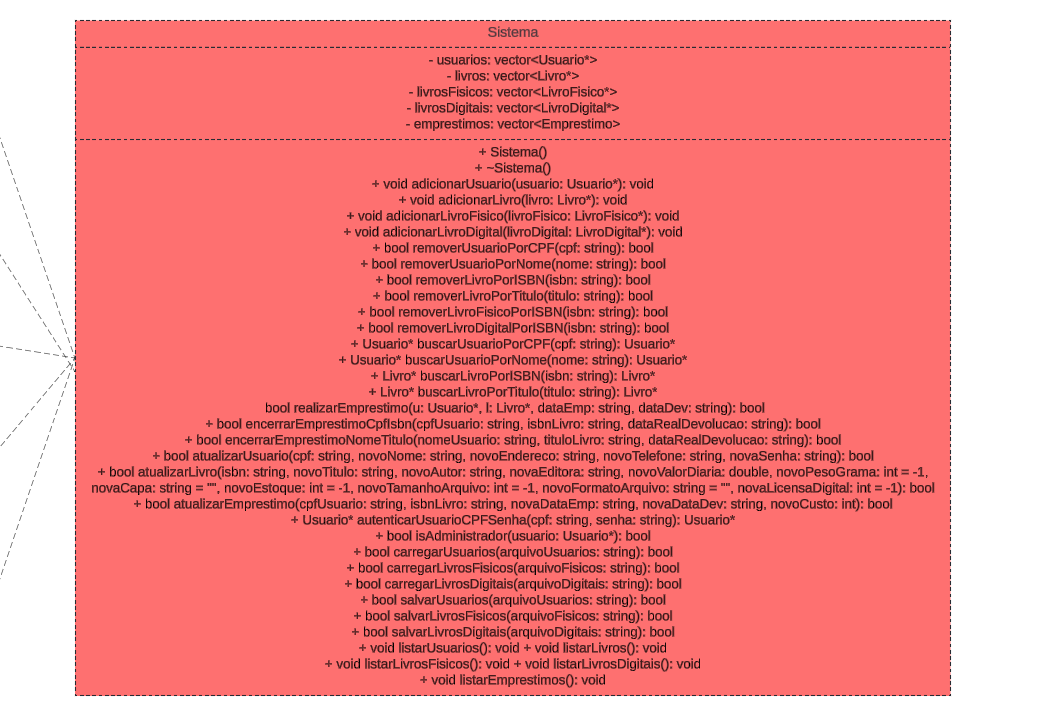 Sistema
- usuarios: vector<Usuario*>
- livros: vector<Livro*>
- livrosFisicos: vector<LivroFisico*>
- livrosDigitais: vector<LivroDigital*>
- emprestimos: vector<Emprestimo>
+ Sistema()
+ ~Sistema()
+ void adicionarUsuario(usuario: Usuario*): void
+ void adicionarLivro(livro: Livro*): void
+ void adicionarLivroFisico(livroFisico: LivroFisico*): void
+ void adicionarLivroDigital(livroDigital: LivroDigital*): void
+ bool removerUsuarioPorCPF(cpf: string): bool
+ bool removerUsuarioPorNome(nome: string): bool
+ bool removerLivroPorISBN(isbn: string): bool
+ bool removerLivroPorTitulo(titulo: string): bool
+ bool removerLivroFisicoPorISBN(isbn: string): bool
+ bool removerLivroDigitalPorISBN(isbn: string): bool
+ Usuario* buscarUsuarioPorCPF(cpf: string): Usuario*
+ Usuario* buscarUsuarioPorNome(nome: string): Usuario*
+ Livro* buscarLivroPorISBN(isbn: string): Livro*
+ Livro* buscarLivroPorTitulo(titulo: string): Livro*
bool realizarEmprestimo(u: Usuario*, l: Livro*, dataEmp: string, dataDev: string): bool
+ bool encerrarEmprestimoCpfIsbn(cpfUsuario: string, isbnLivro: string, dataRealDevolucao: string): bool
+ bool encerrarEmprestimoNomeTitulo(nomeUsuario: string, tituloLivro: string, dataRealDevolucao: string): bool
+ bool atualizarUsuario(cpf: string, novoNome: string, novoEndereco: string, novoTelefone: string, novaSenha: string): bool
+ bool atualizarLivro(isbn: string, novoTitulo: string, novoAutor: string, novaEditora: string, novoValorDiaria: double, novoPesoGrama: int = -1,
novaCapa: string = "", novoEstoque: int = -1, novoTamanhoArquivo: int = -1, novoFormatoArquivo: string = "", novaLicensaDigital: int = -1): bool
+ bool atualizarEmprestimo(cpfUsuario: string, isbnLivro: string, novaDataEmp: string, novaDataDev: string, novoCusto: int): bool
+ Usuario* autenticarUsuarioCPFSenha(cpf: string, senha: string): Usuario*
+ bool isAdministrador(usuario: Usuario*): bool
+ bool carregarUsuarios(arquivoUsuarios: string): bool
+ bool carregarLivrosFisicos(arquivoFisicos: string): bool
+ bool carregarLivrosDigitais(arquivoDigitais: string): bool
+ bool salvarUsuarios(arquivoUsuarios: string): bool
+ bool salvarLivrosFisicos(arquivoFisicos: string): bool
+ bool salvarLivrosDigitais(arquivoDigitais: string): bool
+ void listarUsuarios(): void + void listarLivros(): void
+ void listarLivrosFisicos(): void + void listarLivrosDigitais(): void
+ void listarEmprestimos(): void